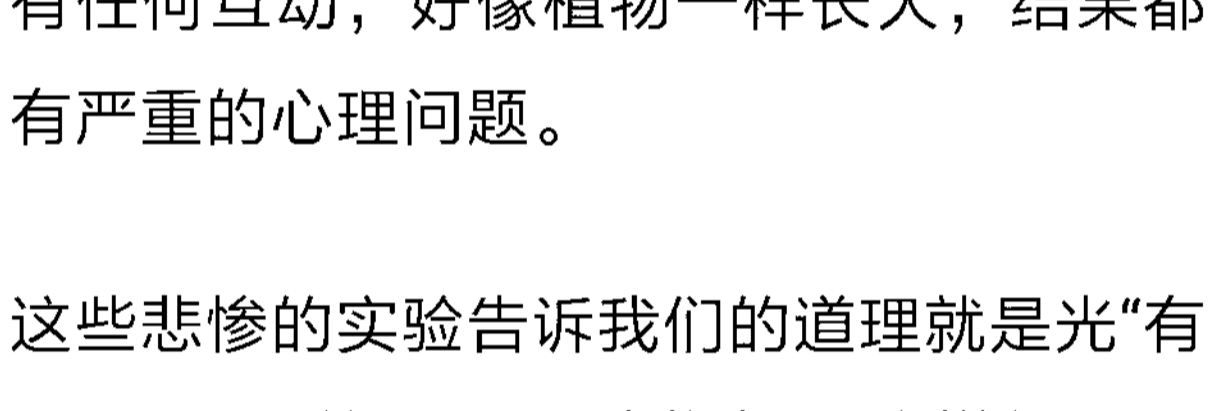 有任何互动，好像植物一样长大，结果都
有严重的心理问题。
这些悲惨的实验告诉我们的道理就是光“有